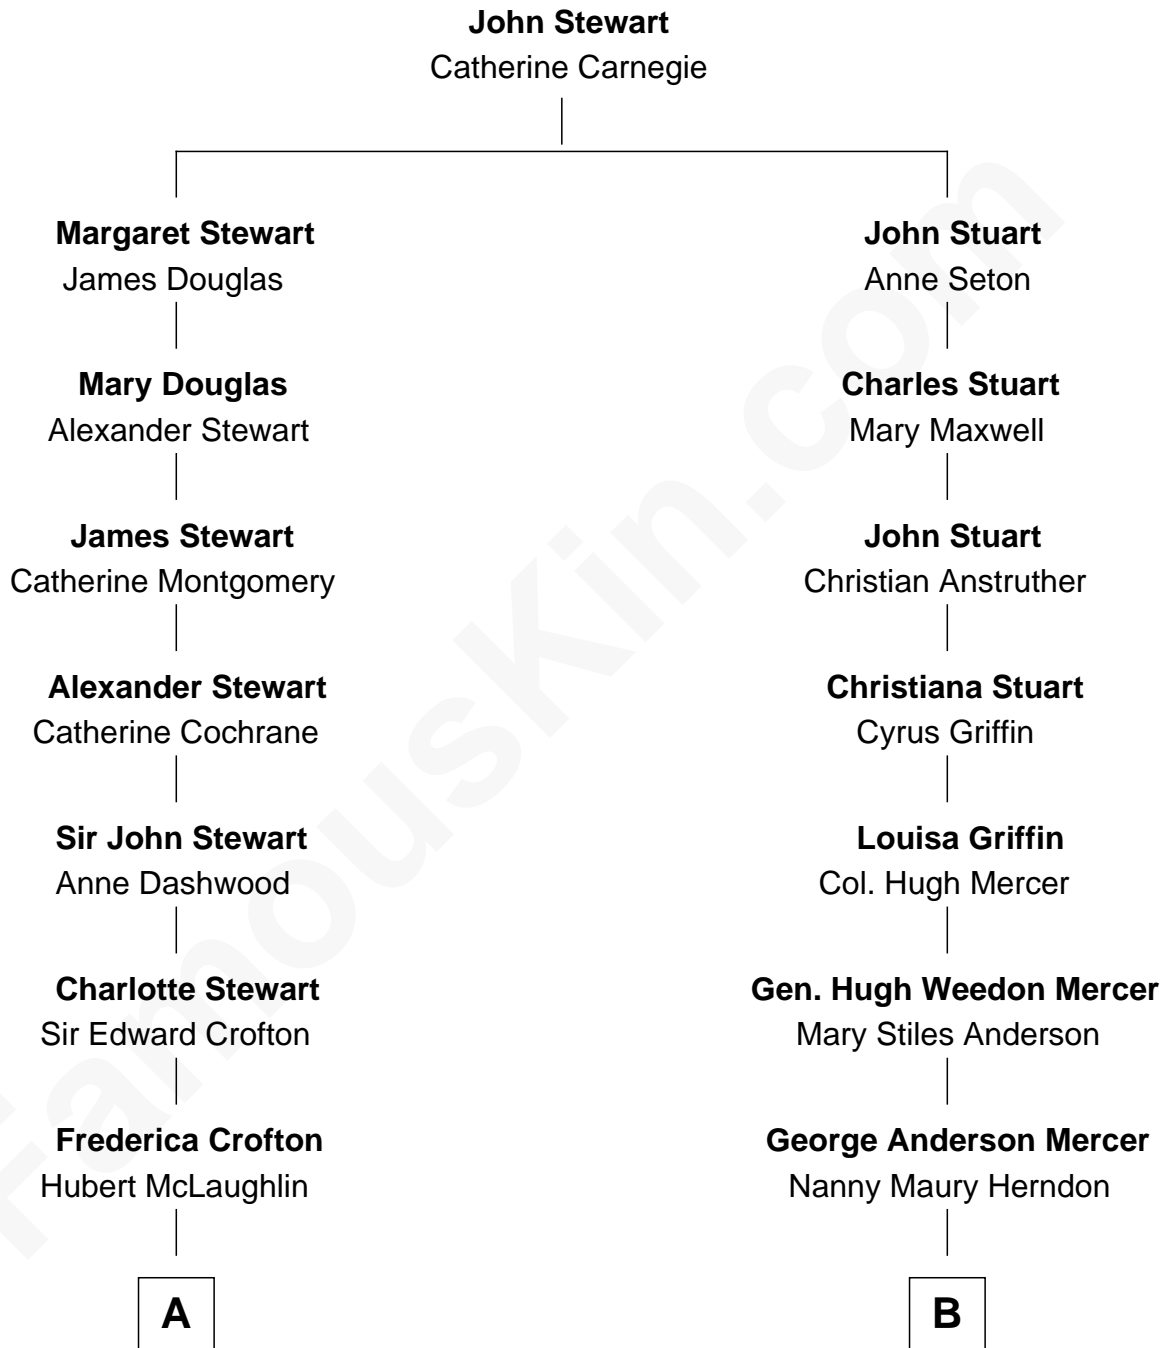 John Stewart
Catherine Carnegie
Margaret Stewart
James Douglas
John Stuart
Anne Seton
Mary Douglas
Alexander Stewart
Charles Stuart
Mary Maxwell
James Stewart
Catherine Montgomery
John Stuart
Christian Anstruther
Alexander Stewart
Catherine Cochrane
Christiana Stuart
Cyrus Griffin
Sir John Stewart
Anne Dashwood
Louisa Griffin
Col. Hugh Mercer
Charlotte Stewart
Sir Edward Crofton
Gen. Hugh Weedon Mercer
Mary Stiles Anderson
Frederica Crofton
Hubert McLaughlin
George Anderson Mercer
Nanny Maury Herndon
A
B
FamousKin.com